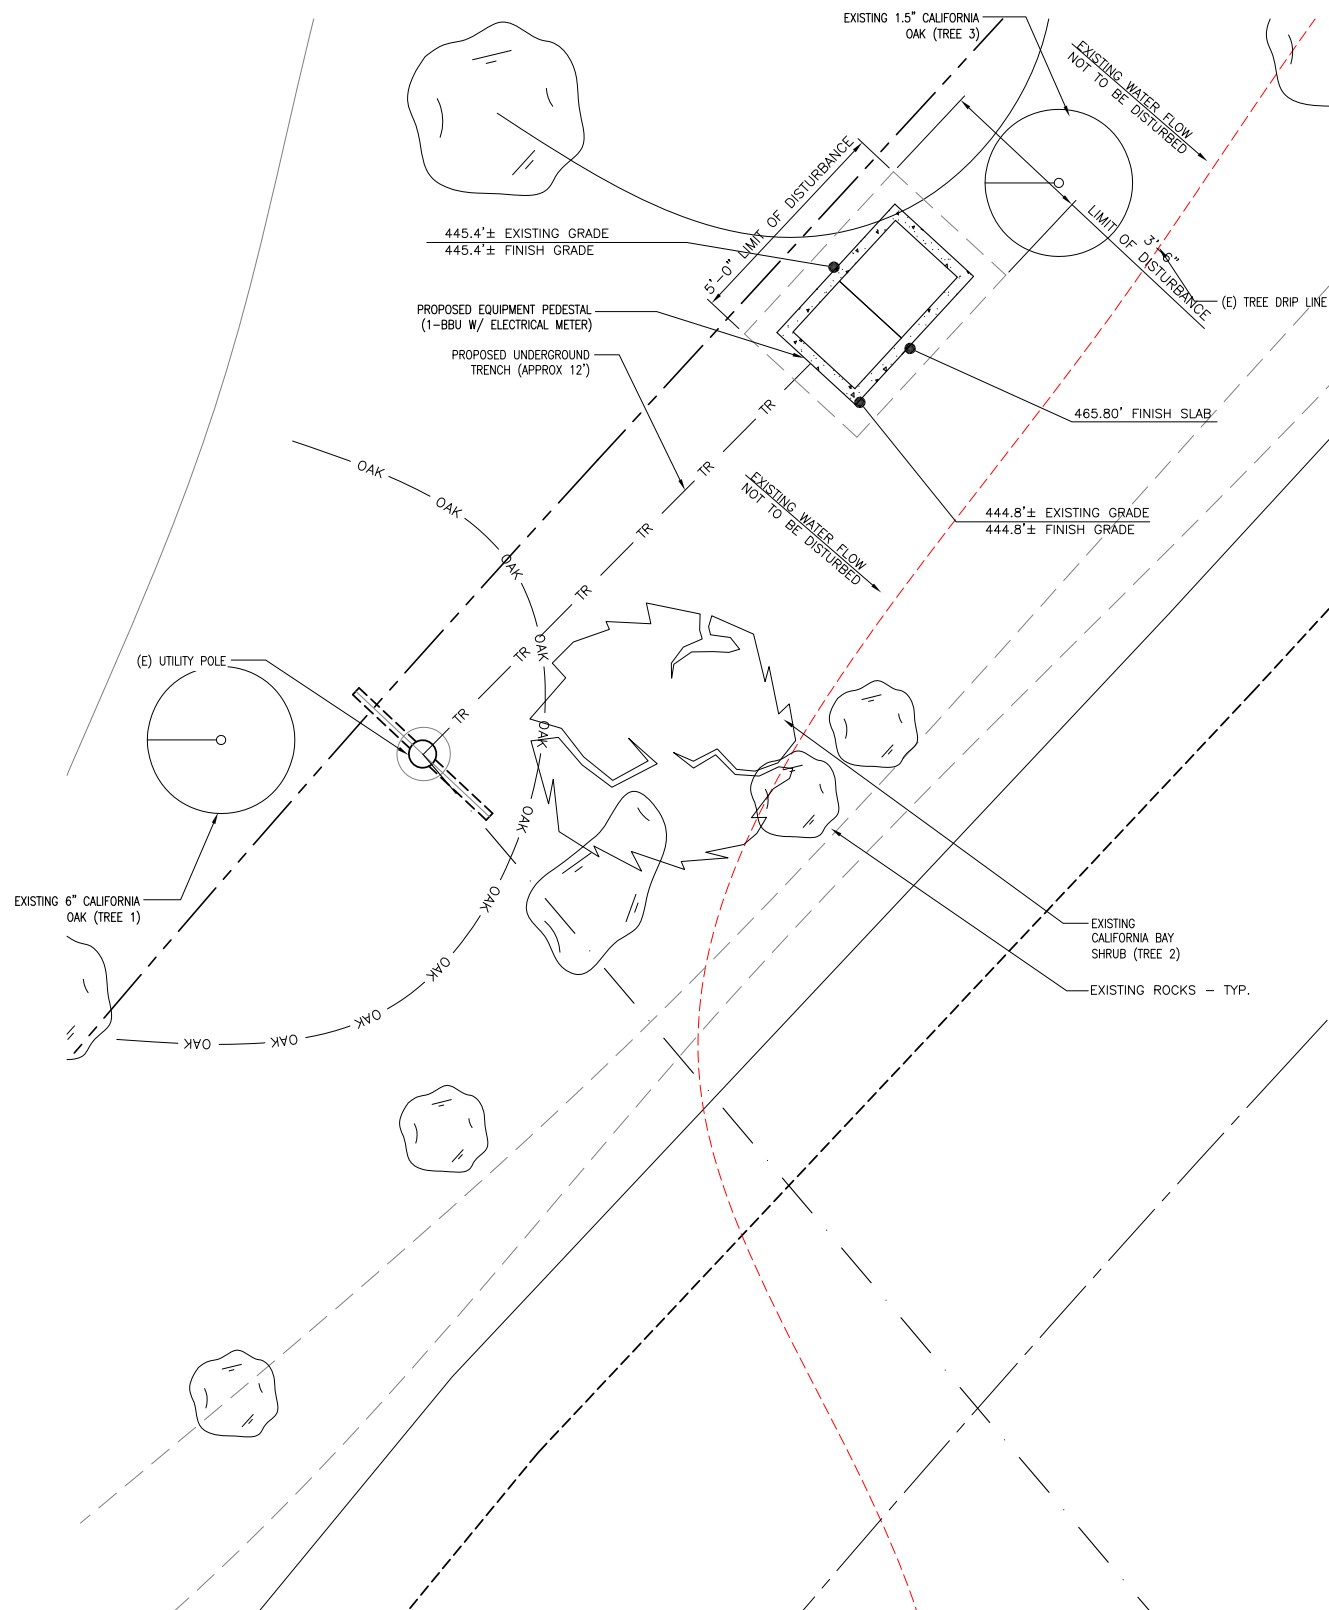 EXISTING 1.5" CALIFORNIA
OAK (TREE 3)
EXISTING WATER FLOW
NOT TO BE DISTURBED
5'-0" LIMIT OF DISTURBANCE
3'-6"
LIMIT OF DISTURBANCE
445.4'± EXISTING GRADE
445.4'± FINISH GRADE
(E) TREE DRIP LINE
PROPOSED EQUIPMENT PEDESTAL
(1-BBU W/ ELECTRICAL METER)
PROPOSED UNDERGROUND
TRENCH (APPROX 12')
465.80' FINISH SLAB
TR
TR
TR
TR
TR
TR
OAK
OAK
OAK
OAK
OAK
OAK
OAK
OAK
OAK
OAK
OAK
EXISTING WATER FLOW
NOT TO BE DISTURBED
444.8'± EXISTING GRADE
444.8'± FINISH GRADE
(E) UTILITY POLE
EXISTING 6" CALIFORNIA
OAK (TREE 1)
EXISTING
CALIFORNIA BAY
SHRUB (TREE 2)
EXISTING ROCKS – TYP.